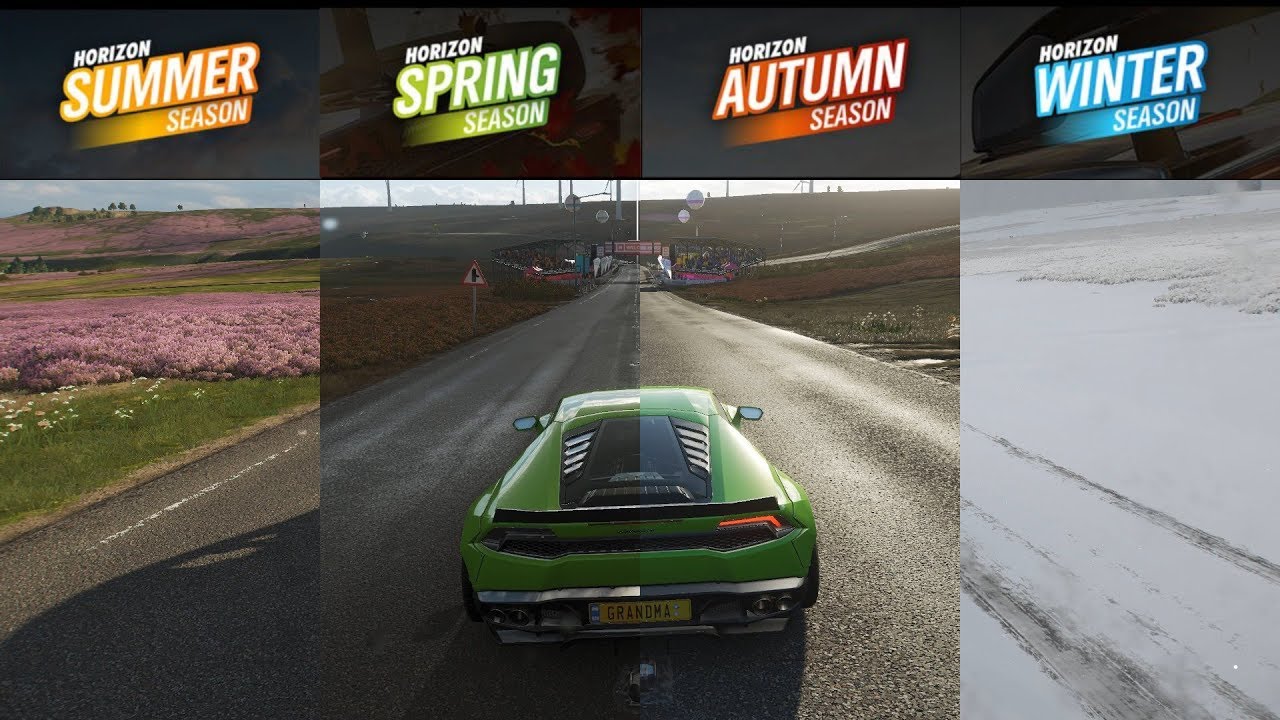 HORIZON
SUMMER
SEASON
HORIZON
SPRING
SEASON
HORIZON
AUTUMN
SEASON
HORIZON
WINTER
SEASON
GRANDMA